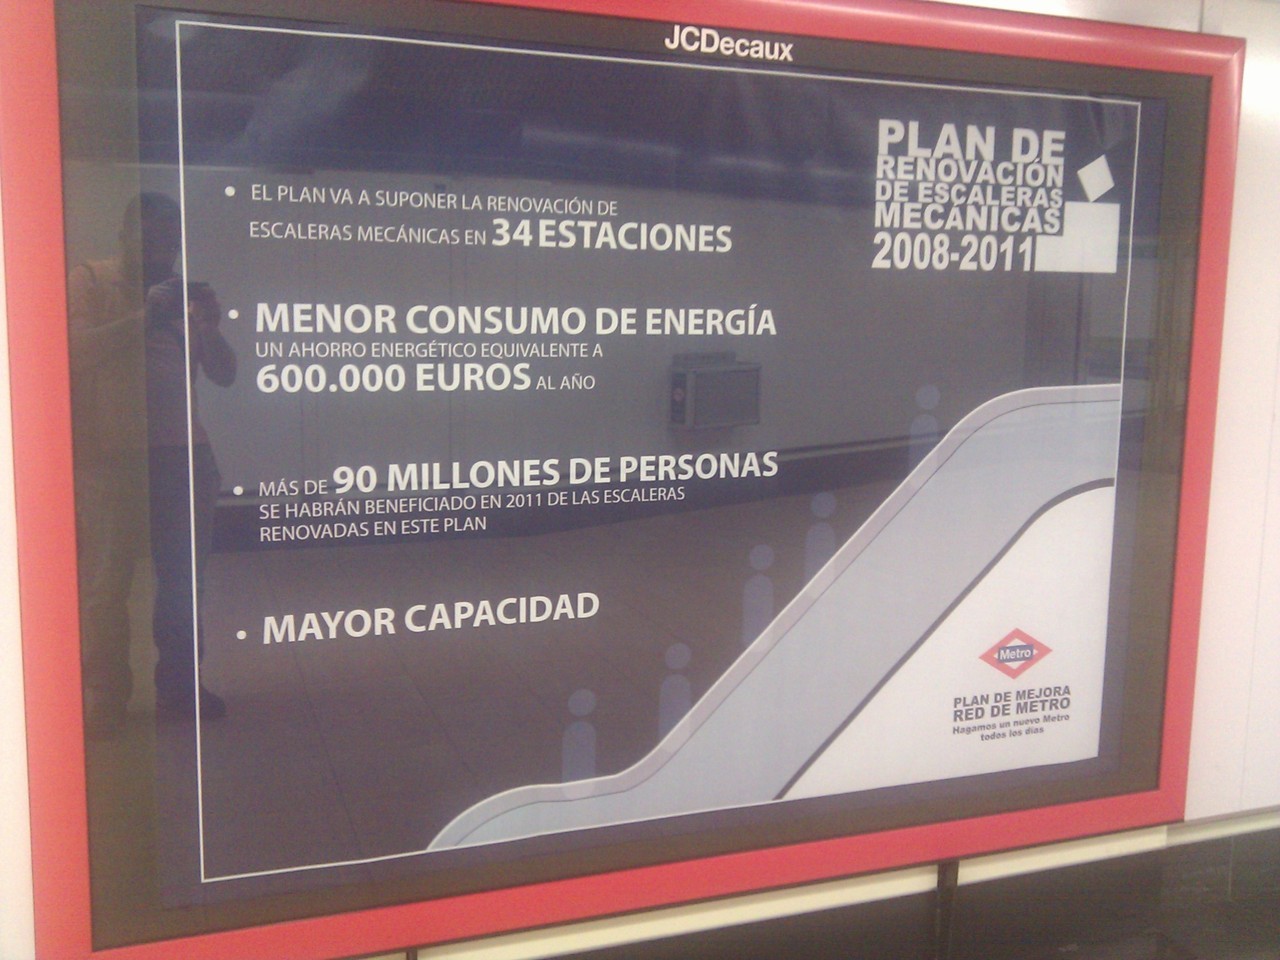 JCDecaux
PLAN DE
RENOVACIÓN
DE ESCALERAS
MECÁNICAS
2008-2011
• EL PLAN VA A SUPONER LA RENOVACIÓN DE
ESCALERAS MECÁNICAS EN 34 ESTACIONES
• MENOR CONSUMO DE ENERGÍA
UN AHORRO ENERGÉTICO EQUIVALENTE A
600.000 EUROS AL AÑO
• MÁS DE 90 MILLONES DE PERSONAS
SE HABRÁN BENEFICIADO EN 2011 DE LAS ESCALERAS
RENOVADAS EN ESTE PLAN
• MAYOR CAPACIDAD
Metro
PLAN DE MEJORA
RED DE METRO
Hagamos un nuevo Metro
todos los días